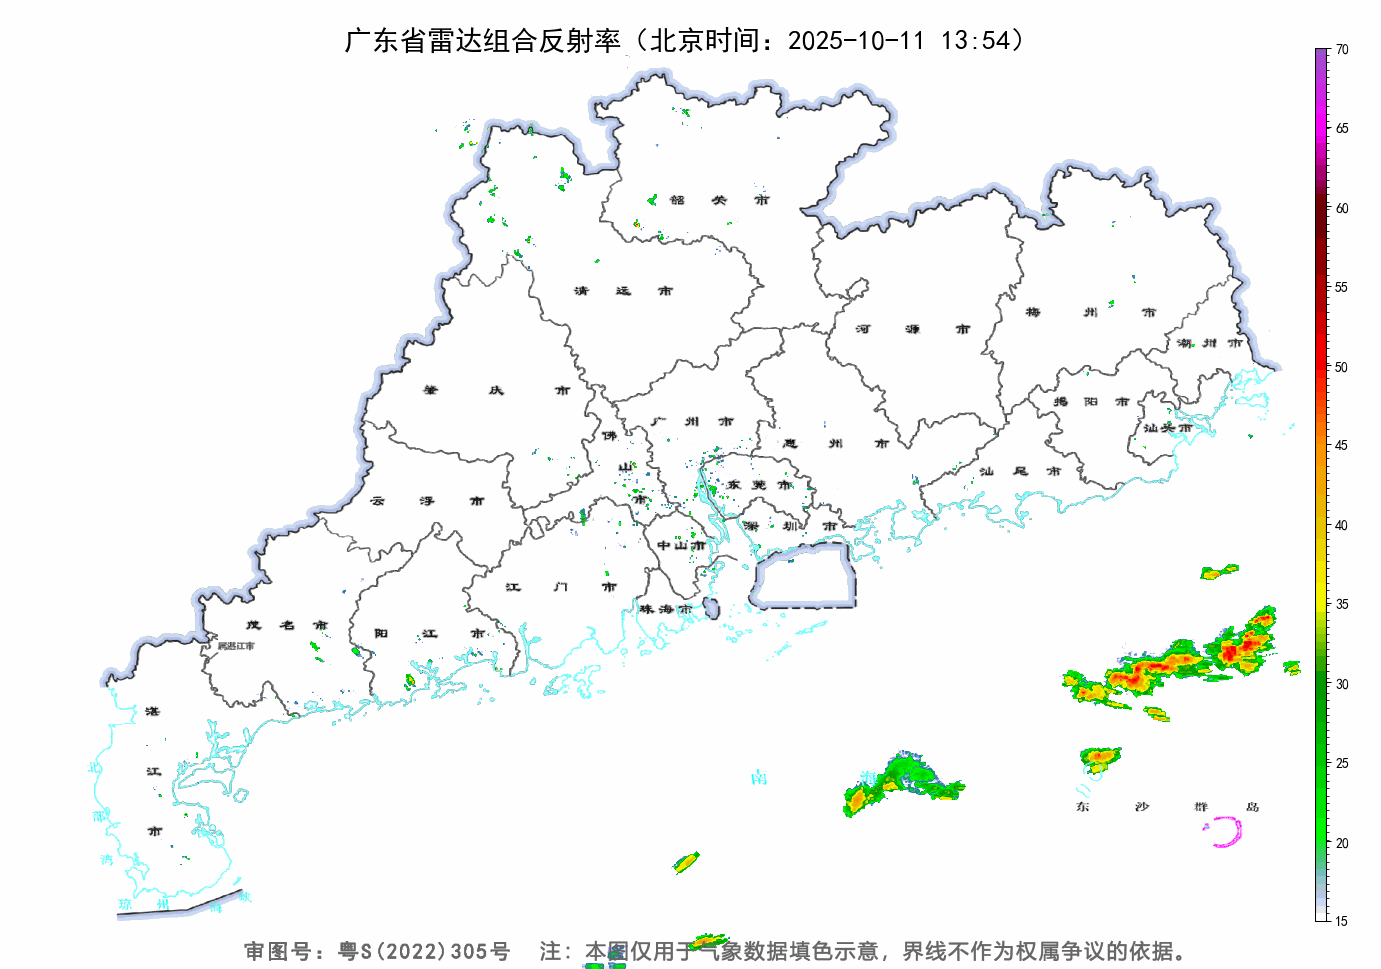 广东省雷达组合反射率（北京时间：2025-10-11 13:54）
70
65
60
55
50
45
40
35
30
25
20
15
韶 关 市
清 远 市
河 源 市
梅 州 市
潮 州 市
肇 庆 市
揭 阳 市
广 州 市
汕头市
佛 山 市
惠 州 市
汕 尾 市
云 浮 市
东 莞 市
深 圳 市
中山市
江 门 市
珠海市
茂 名 市
阳 江 市
属湛江市
湛 江 市
南 海
北 部 湾
东 沙 群 岛
琼 州 海 峡
审图号：粤S(2022)305号 注：本图仅用于气象数据填色示意，界线不作为权属争议的依据。